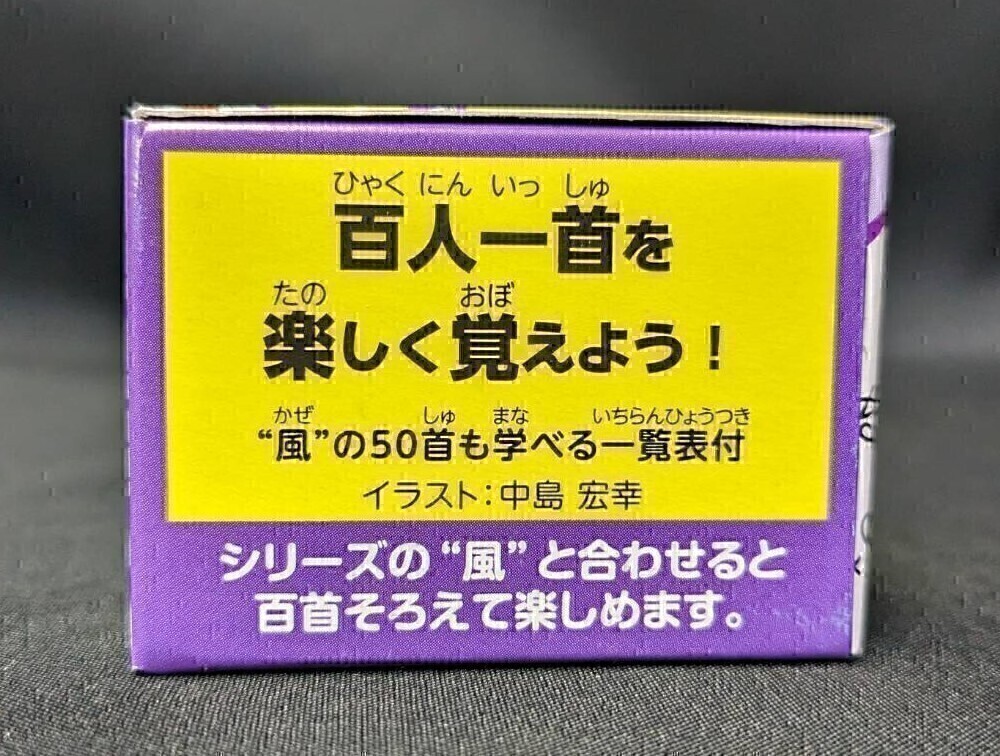 ひゃく にん いっ しゅ
百人一首を
たの おぼ
楽しく覚えよう!
かぜ しゅ まな いちらんひょうつき
“風”の50首も学べる一覧表付
イラスト:中島 宏幸
シリーズの“風”と合わせると
百首そろえて楽しめます。